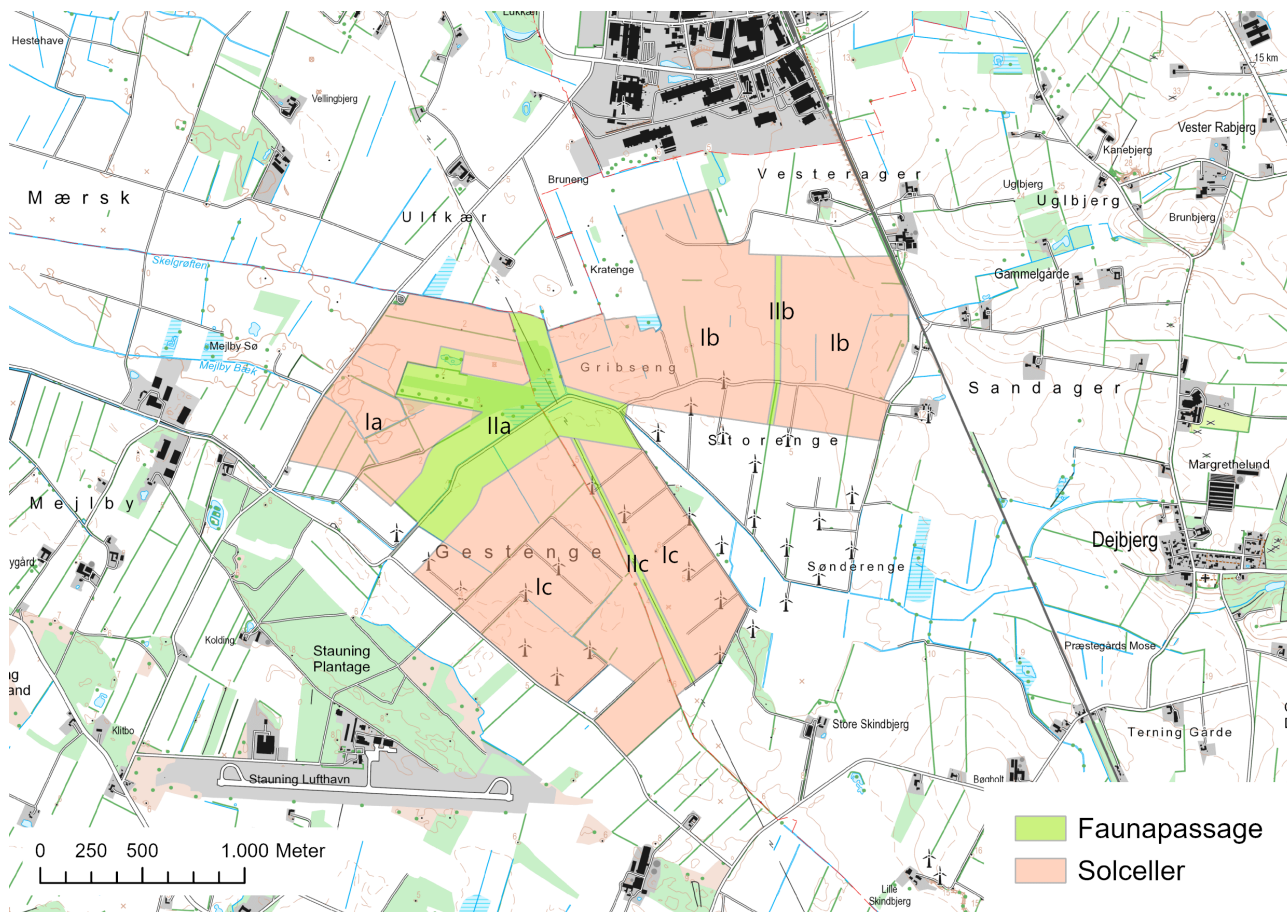 Lukkær
Hestehave
15 km
Vellingbjerg
Vester Rabjerg
Kanebjerg
Bruneng
Vesterager
Uglbjerg
Mærsk
Uglbjerg
Ulfkær
Brunbjerg
Skelgrøften
Kratenge
Gammelgårde
IIb
Ib
Ib
Mejlby Sø
Mejlby Bæk
Gribseng
Sandager
Ia
IIa
Storenge
Margrethelund
Mejlby
Dejbjerg
Gestenge
Ic
IIc
Sønderenge
ygård
Ic
Kolding
Stauning
Plantage
Præstegårds Mose
Klitbo
Store Skindbjerg
Terning Gårde
Stauning Lufthavn
Bønholt
Faunapassage
0 250 500 1.000 Meter
Solceller
Lille
Skindbjerg